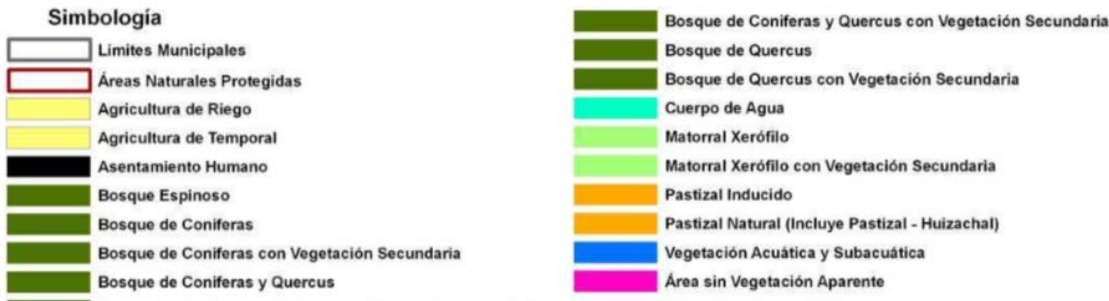 Simbología
Limites Municipales
Áreas Naturales Protegidas
Agricultura de Riego
Agricultura de Temporal
Asentamiento Humano
Bosque Espinoso
Bosque de Coniferas
Bosque de Coniferas con Vegetación Secundaria
Bosque de Coniferas y Quercus
Bosque de Coniferas y Quercus con Vegetación Secundaria
Bosque de Quercus
Bosque de Quercus con Vegetación Secundaria
Cuerpo de Agua
Matorral Xerófilo
Matorral Xerófilo con Vegetación Secundaria
Pastizal Inducido
Pastizal Natural (Incluye Pastizal - Huizachal)
Vegetación Acuática y Subacuática
Área sin Vegetación Aparente